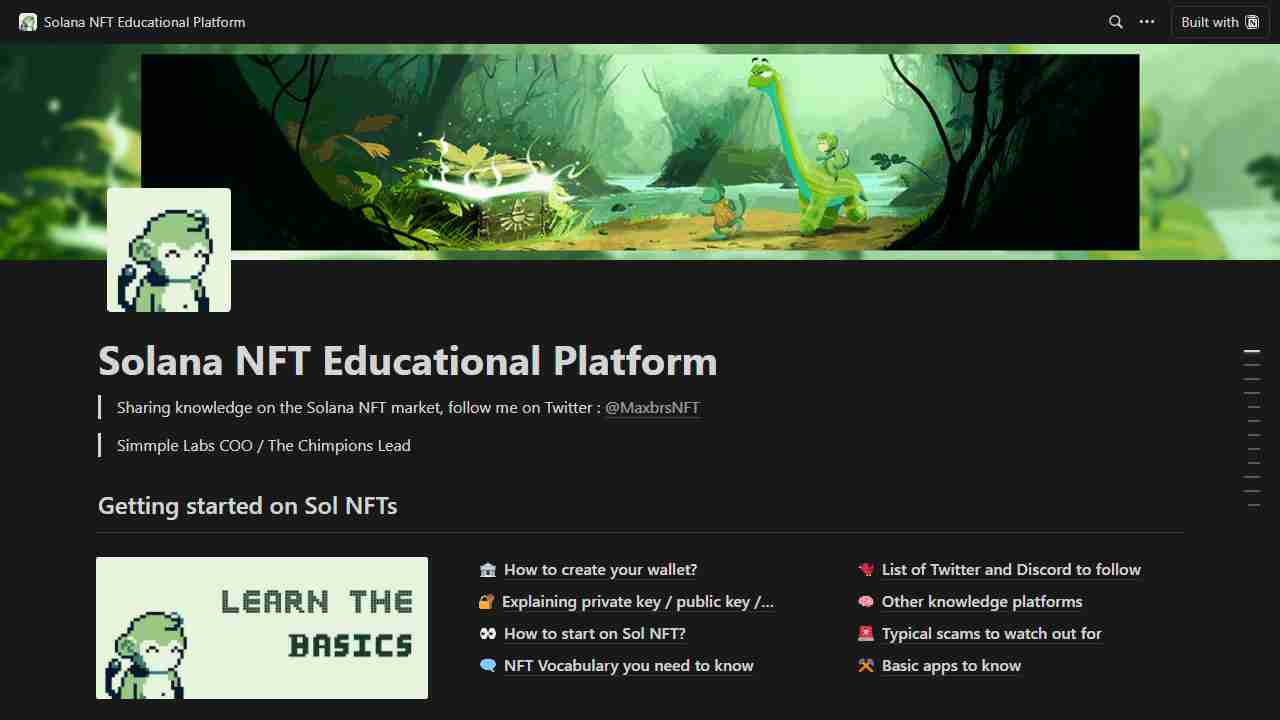 Solana NFT Educational Platform
Built with
Solana NFT Educational Platform
Sharing knowledge on the Solana NFT market, follow me on Twitter : @MaxbrsNFT
Simmple Labs COO / The Chimpions Lead
Getting started on Sol NFTs
LEARN THE
BASICS
How to create your wallet?
Explaining private key / public key /...
How to start on Sol NFT?
NFT Vocabulary you need to know
List of Twitter and Discord to follow
Other knowledge platforms
Typical scams to watch out for
Basic apps to know